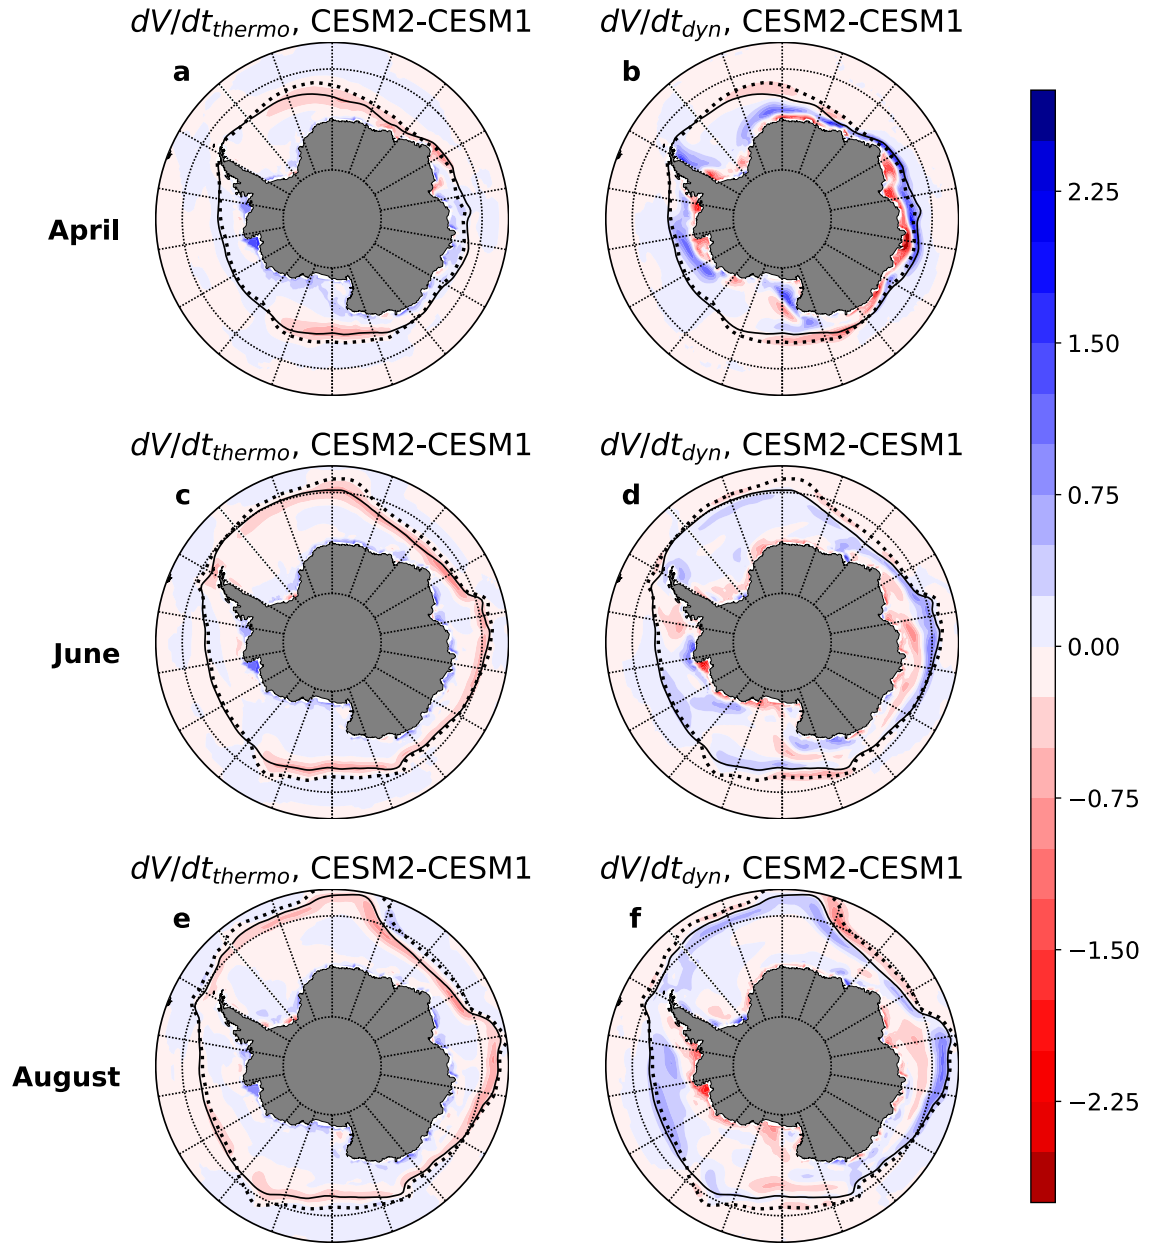 dV/dt_thermo, CESM2-CESM1
dV/dt_dyn, CESM2-CESM1
a
b
April
dV/dt_thermo, CESM2-CESM1
dV/dt_dyn, CESM2-CESM1
c
d
June
dV/dt_thermo, CESM2-CESM1
dV/dt_dyn, CESM2-CESM1
e
f
August
2.25
1.50
0.75
0.00
−0.75
−1.50
−2.25